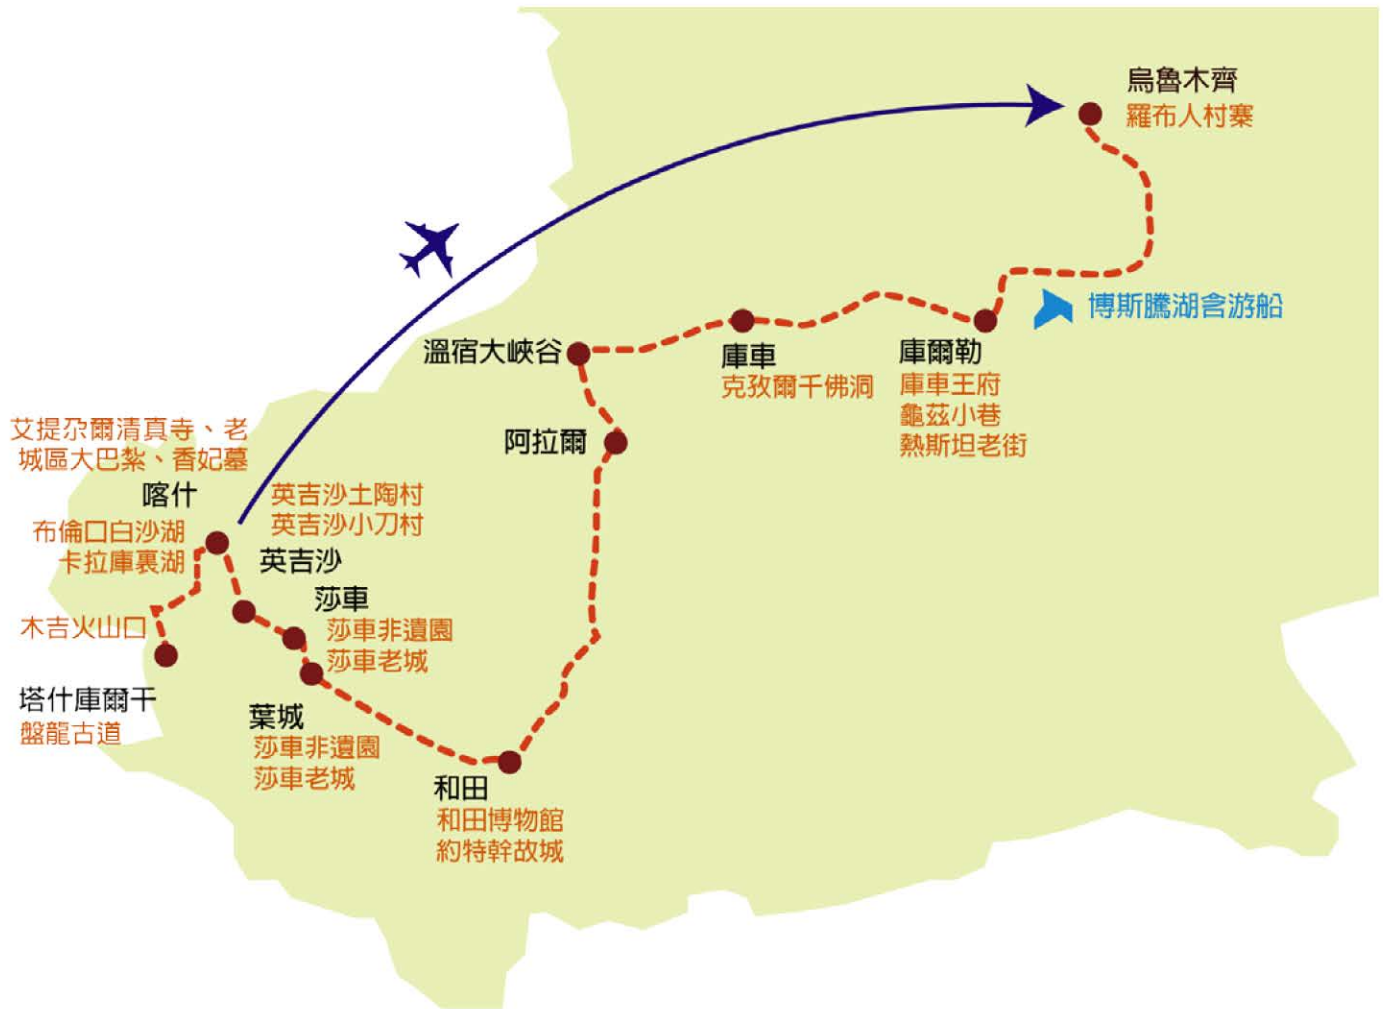 烏魯木齊
羅布人村寨
博斯騰湖含游船
溫宿大峽谷
庫車
克孜爾千佛洞
庫爾勒
庫車王府
龜茲小巷
熱斯坦老街
阿拉爾
艾提尕爾清真寺、老
城區大巴紮、香妃墓
喀什
布倫口白沙湖
卡拉庫裏湖
英吉沙土陶村
英吉沙小刀村
英吉沙
莎車
莎車非遺園
莎車老城
木吉火山口
塔什庫爾干
盤龍古道
葉城
莎車非遺園
莎車老城
和田
和田博物館
約特幹故城